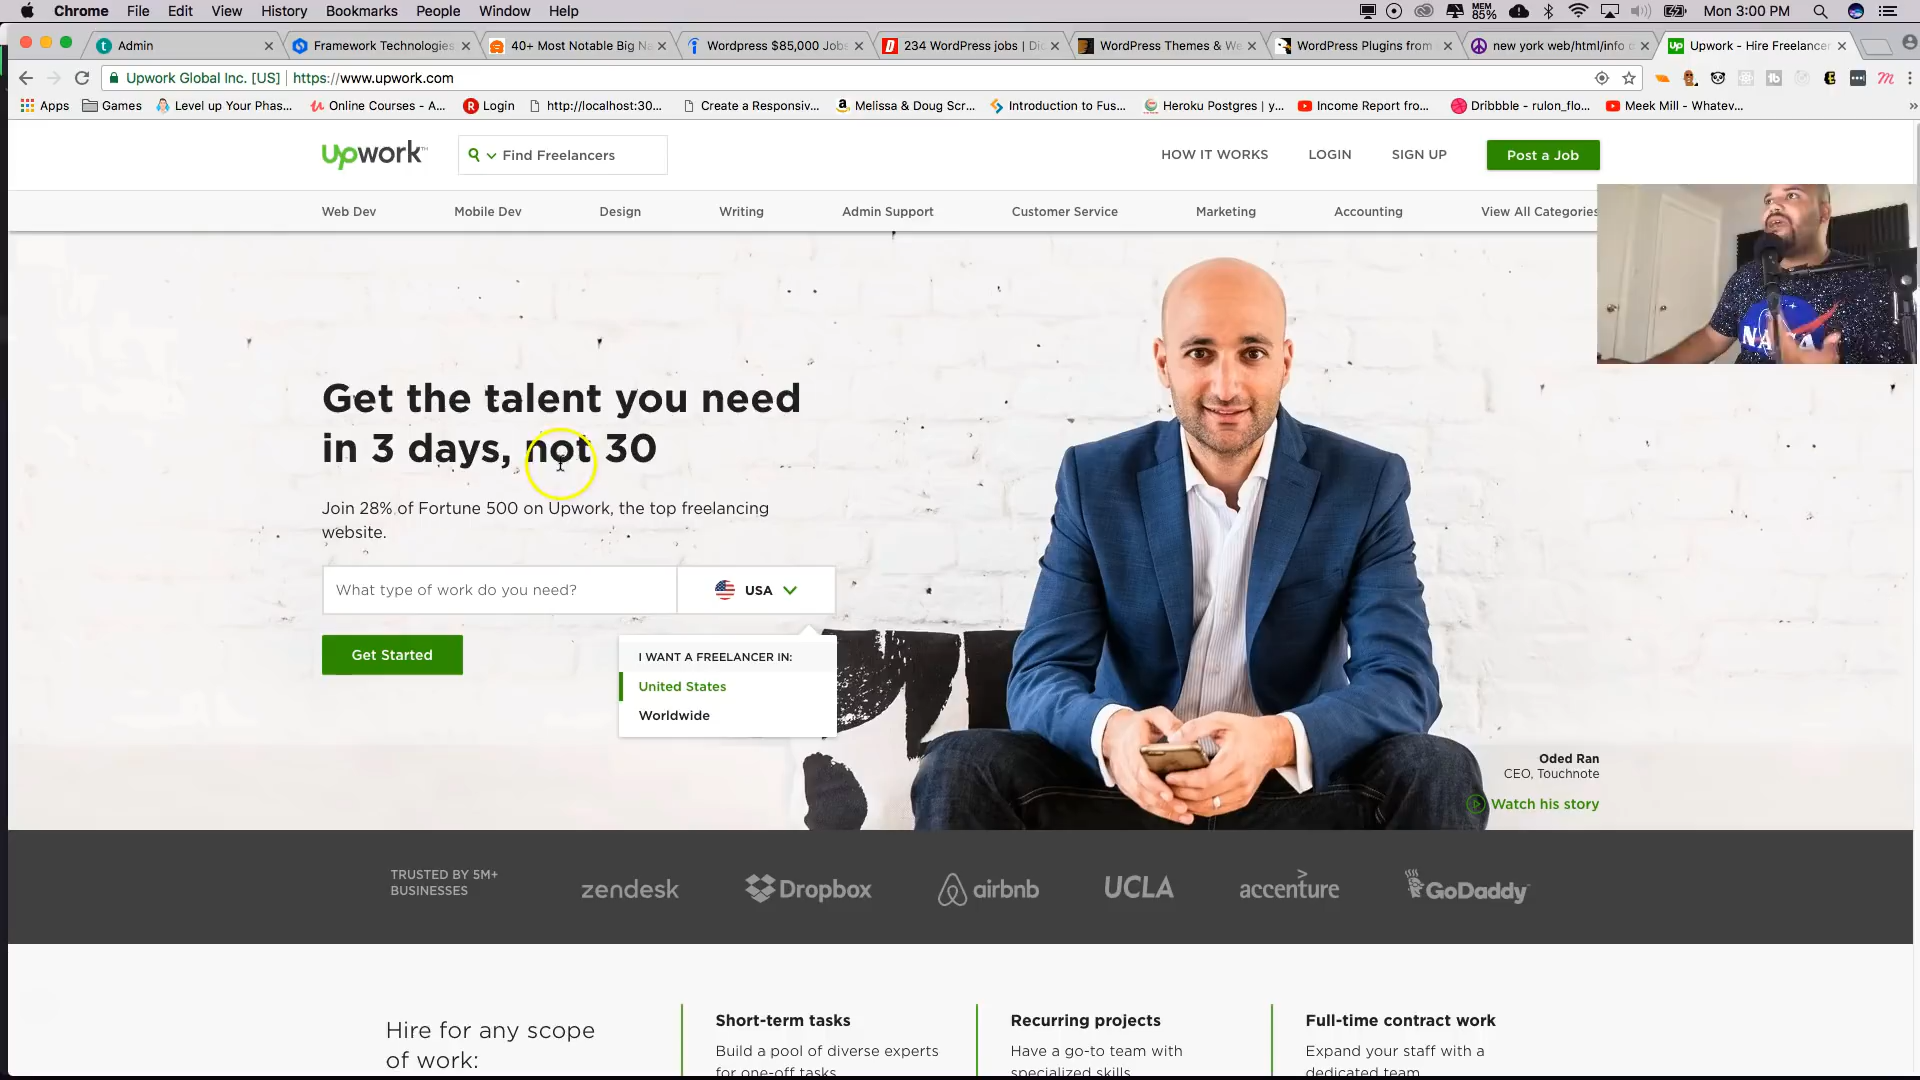 Chrome File Edit View History Bookmarks People Window Help
MEM 85% Mon 3:00 PM
Admin
Framework Technologies
40+ Most Notable Big Na
Wordpress $85,000 Jobs
234 WordPress jobs | Dic
WordPress Themes & We
WordPress Plugins from
new york web/html/info
Upwork - Hire Freelancer
Upwork Global Inc. [US] https://www.upwork.com
Apps Games Level up Your Phas... Online Courses - A... Login http://localhost:30... Create a Responsiv... Melissa & Doug Scr... Introduction to Fus... Heroku Postgres | y... Income Report from... Dribbble - rulon_flo... Meek Mill - Whatev... »
Upwork Find Freelancers HOW IT WORKS LOGIN SIGN UP Post a Job
Web Dev Mobile Dev Design Writing Admin Support Customer Service Marketing Accounting View All Categories
NASA
Get the talent you need
in 3 days, not 30
Join 28% of Fortune 500 on Upwork, the top freelancing
website.
What type of work do you need? USA
Get Started
I WANT A FREELANCER IN:
United States
Worldwide
Oded Ran
CEO, Touchnote
Watch his story
TRUSTED BY 5M+
BUSINESSES
zendesk Dropbox airbnb UCLA accenture GoDaddy
Hire for any scope
of work:
Short-term tasks
Build a pool of diverse experts
for one-off tasks
Recurring projects
Have a go-to team with
specialized skills
Full-time contract work
Expand your staff with a
dedicated team